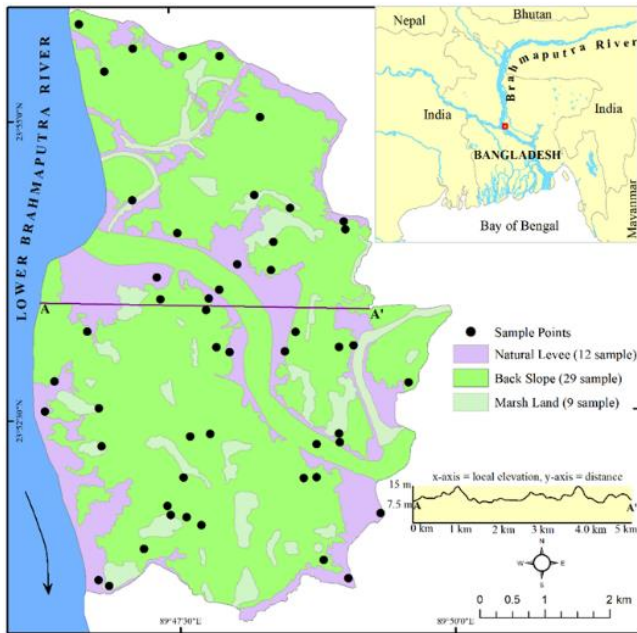 Nepal
Bhutan
Brahmaputra River
India
India
BANGLADESH
Mayanmar
Bay of Bengal
23°55'0"N
LOWER BRAHMAPUTRA RIVER
A
A'
Sample Points
Natural Levee (12 sample)
Back Slope (29 sample)
Marsh Land (9 sample)
23°52'30"N
x-axis = local elevation, y-axis = distance
15 m
7.5 m
A
A'
0 km 1 km 2 km 3 km 4 km 5 km
N
W E
S
0 0.5 1 2 km
89°47'30"E
89°50'0"E